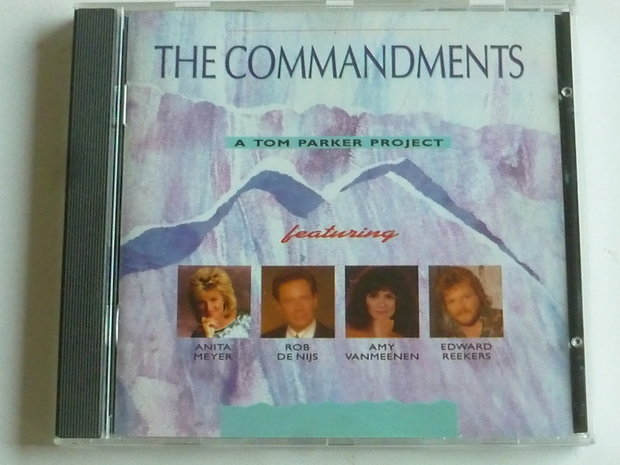 THE COMMANDMENTS
A TOM PARKER PROJECT
featuring
ANITA MEYER
ROB DE NIJS
AMY VANMEENEN
EDWARD REEKERS